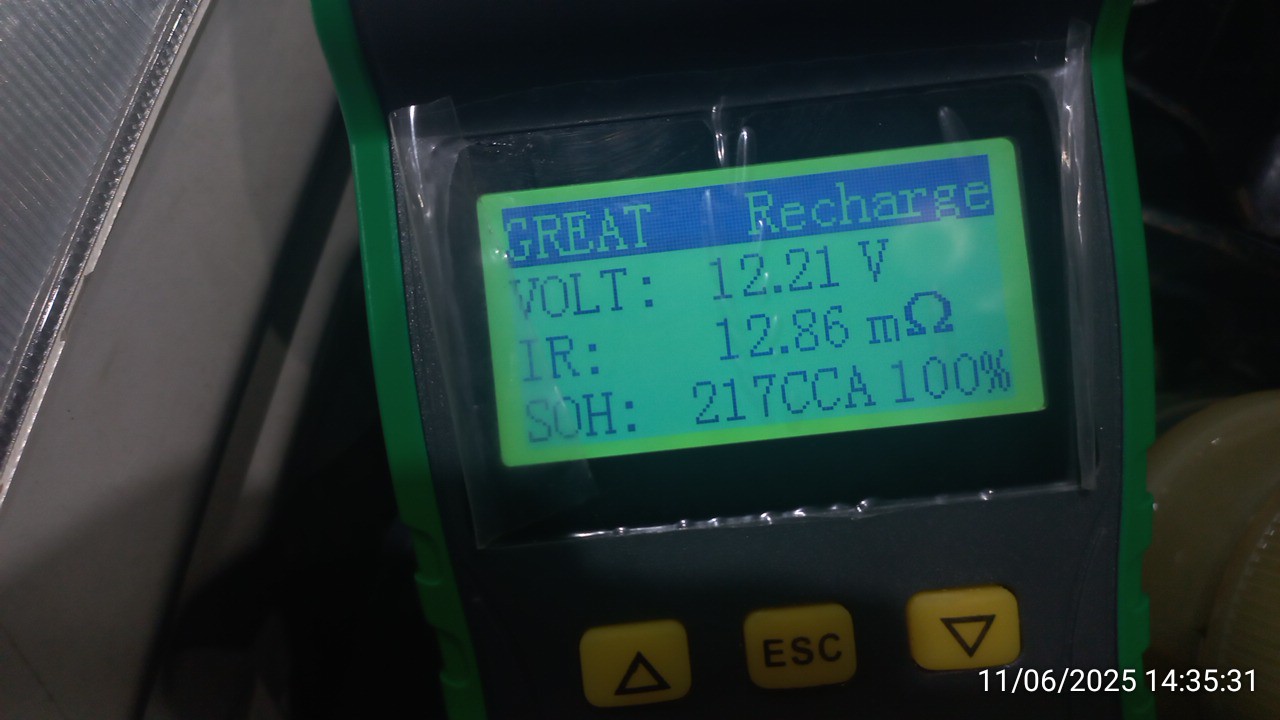 GREAT Recharge
VOLT: 12.21 V
IR: 12.86 mΩ
SOH: 217CCA 100%
ESC
11/06/2025 14:35:31